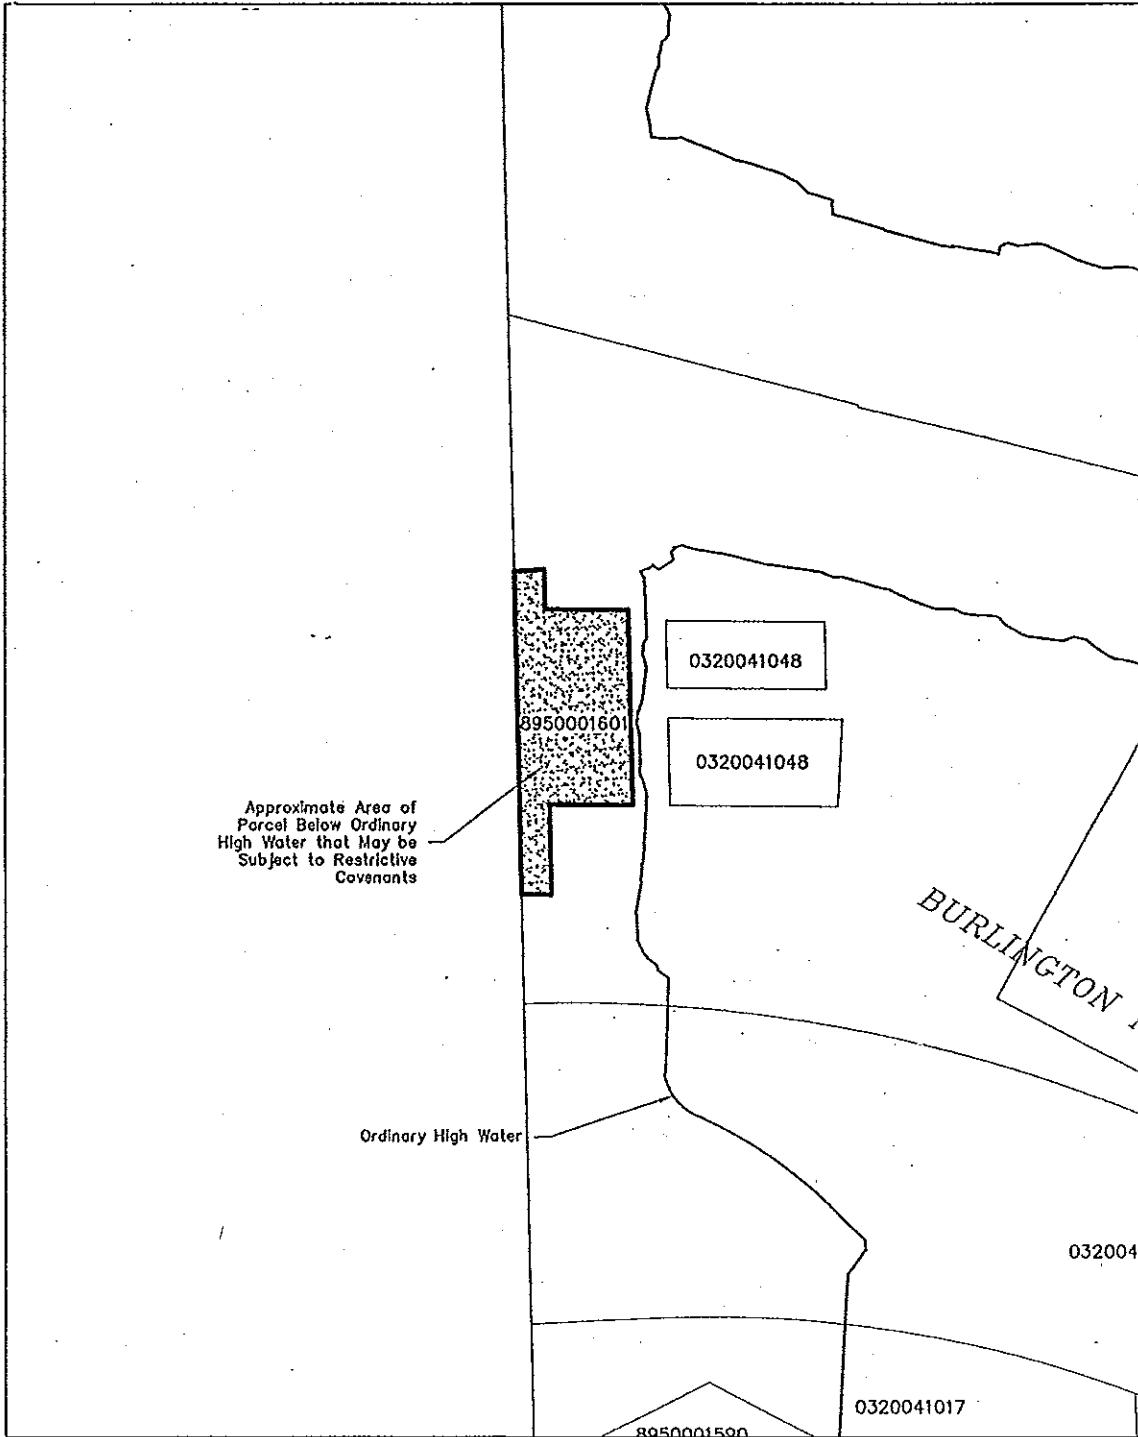 0320041048
8950001601
0320041048
Approximate Area of
Parcel Below Ordinary
High Water that May be
Subject to Restrictive
Covenants
BURLINGTON
Ordinary High Water
032004
0320041017
8950001590